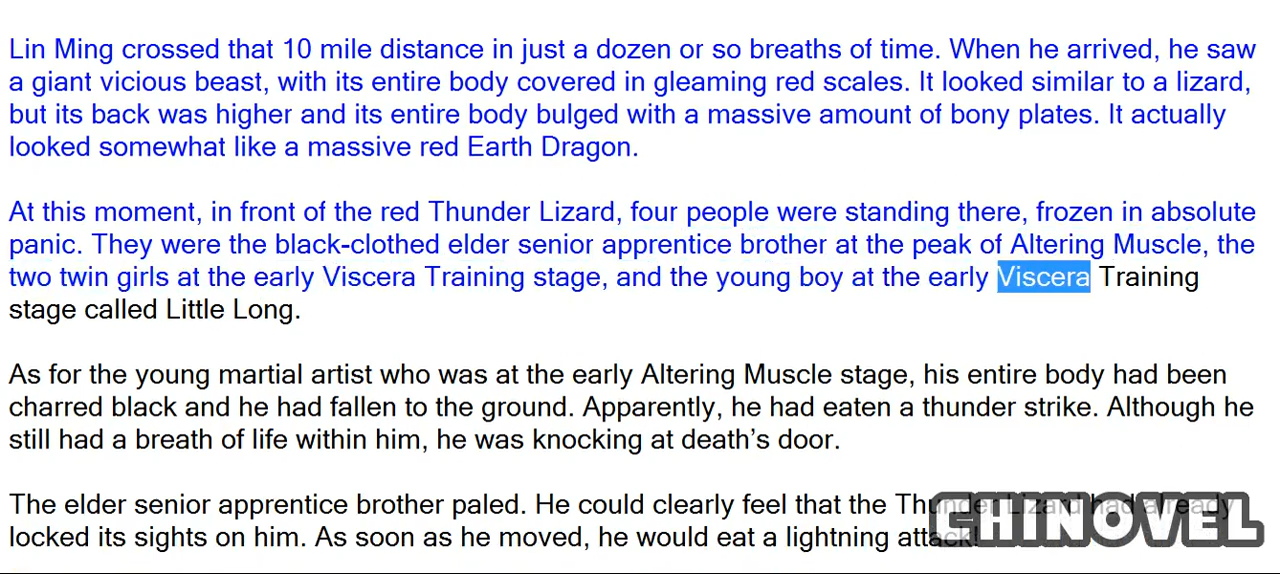 Lin Ming crossed that 10 mile distance in just a dozen or so breaths of time. When he arrived, he saw
a giant vicious beast, with its entire body covered in gleaming red scales. It looked similar to a lizard,
but its back was higher and its entire body bulged with a massive amount of bony plates. It actually
looked somewhat like a massive red Earth Dragon.
At this moment, in front of the red Thunder Lizard, four people were standing there, frozen in absolute
panic. They were the black-clothed elder senior apprentice brother at the peak of Altering Muscle, the
two twin girls at the early Viscera Training stage, and the young boy at the early Viscera Training
stage called Little Long.
As for the young martial artist who was at the early Altering Muscle stage, his entire body had been
charred black and he had fallen to the ground. Apparently, he had eaten a thunder strike. Although he
still had a breath of life within him, he was knocking at death’s door.
The elder senior apprentice brother paled. He could clearly feel that the Thunder Lizard had already
locked its sights on him. As soon as he moved, he would eat a lightning attack!
CHINOVEL